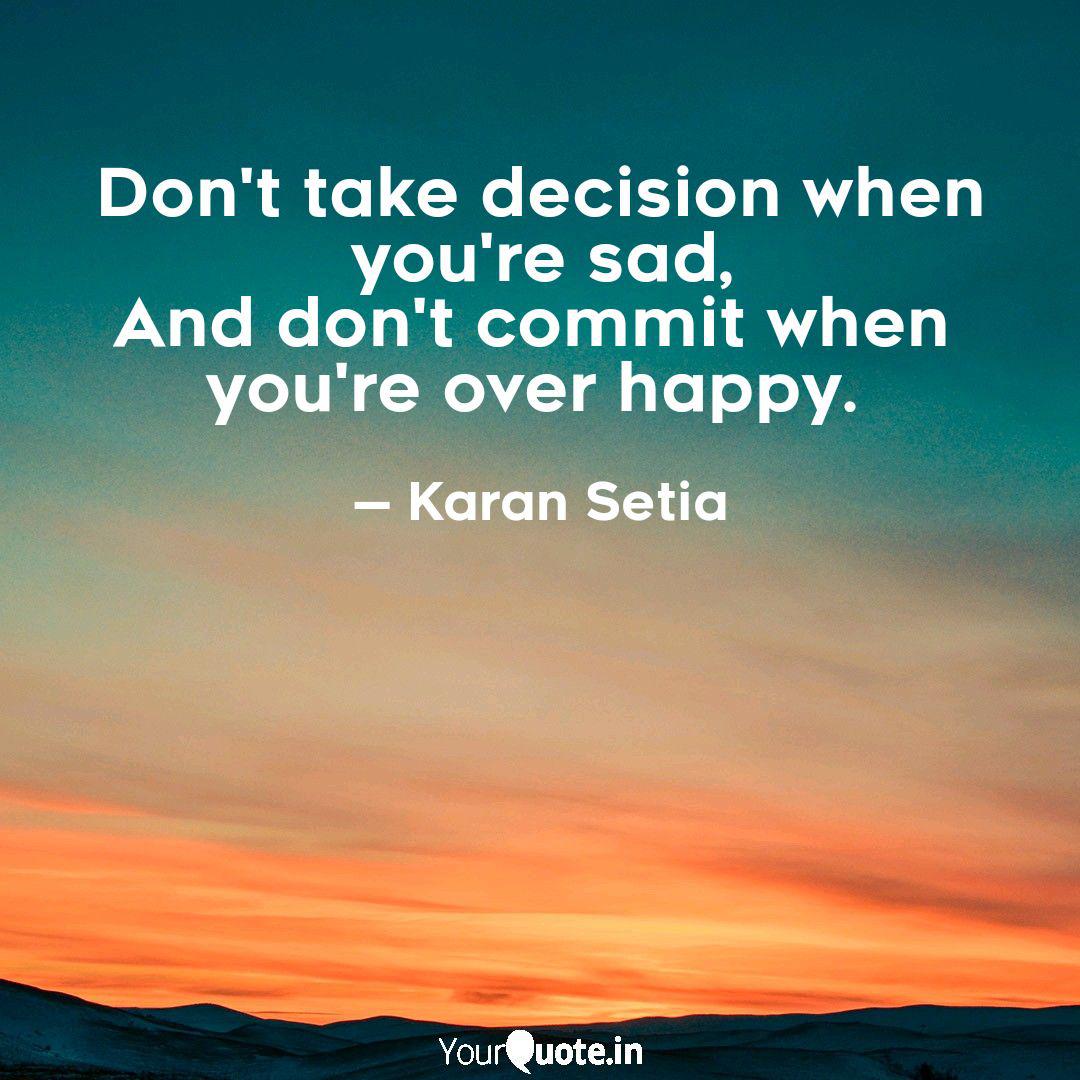 Don't take decision when
you're sad,
And don't commit when
you're over happy.
— Karan Setia
YourQuote.in